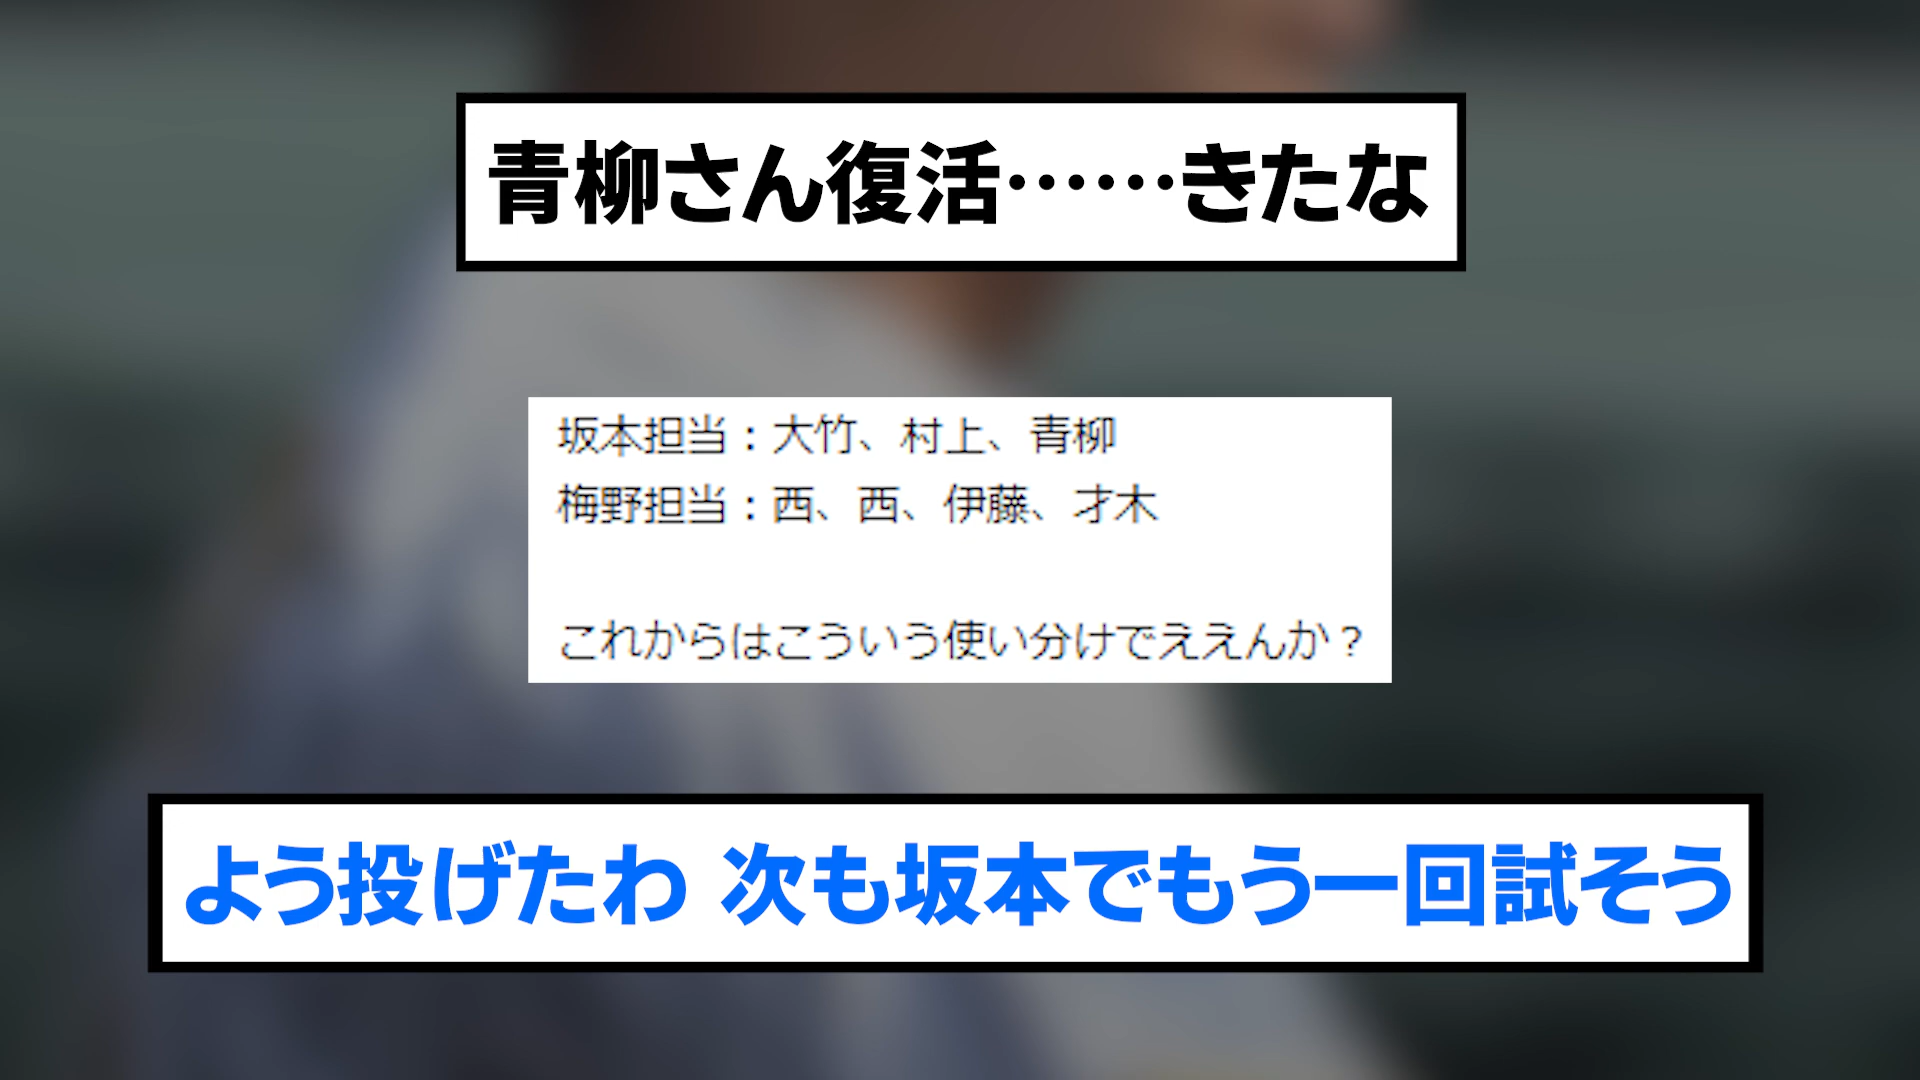 青柳さん復活……きたな
坂本担当：大竹、村上、青柳
梅野担当：西、西、伊藤、才木
これからはこういう使い分けでええんか？
よう投げたわ 次も坂本でもう一回試そう